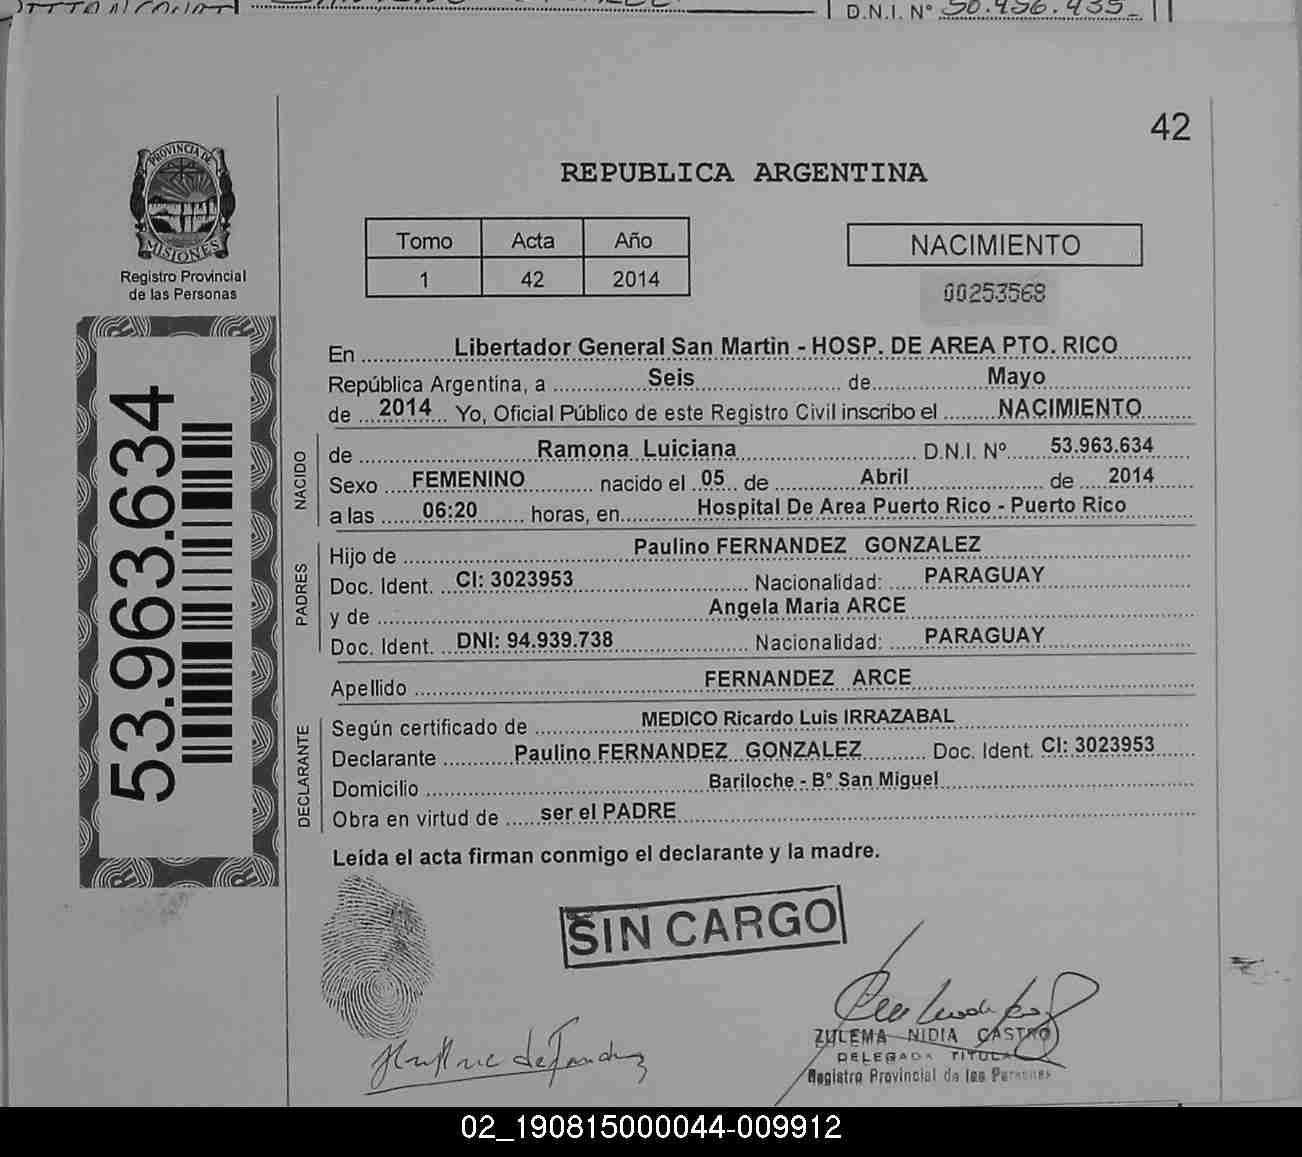 D.N.I. Nº 50.456.435
42
PROVINCIA DE
MISIONES
Registro Provincial
de las Personas
REPUBLICA ARGENTINA
Tomo Acta Año
1 42 2014
NACIMIENTO
00253568
53.963.634
En Libertador General San Martin - HOSP. DE AREA PTO. RICO
República Argentina, a Seis de Mayo
de 2014 Yo, Oficial Público de este Registro Civil inscribo el NACIMIENTO
NACIDO
de Ramona Luiciana D.N.I. Nº 53.963.634
Sexo FEMENINO nacido el 05 de Abril de 2014
a las 06:20 horas, en Hospital De Area Puerto Rico - Puerto Rico
PADRES
Hijo de Paulino FERNANDEZ GONZALEZ
Doc. Ident. CI: 3023953 Nacionalidad: PARAGUAY
y de Angela Maria ARCE
Doc. Ident. DNI: 94.939.738 Nacionalidad: PARAGUAY
Apellido FERNANDEZ ARCE
DECLARANTE
Según certificado de MEDICO Ricardo Luis IRRAZABAL
Declarante Paulino FERNANDEZ GONZALEZ Doc. Ident. CI: 3023953
Domicilio Bariloche - B° San Miguel
Obra en virtud de ser el PADRE
Leída el acta firman conmigo el declarante y la madre.
SIN CARGO
ZULEMA NIDIA CASTRO
DELEGADA TITULAR
Registro Provincial de las Personas
02_190815000044-009912